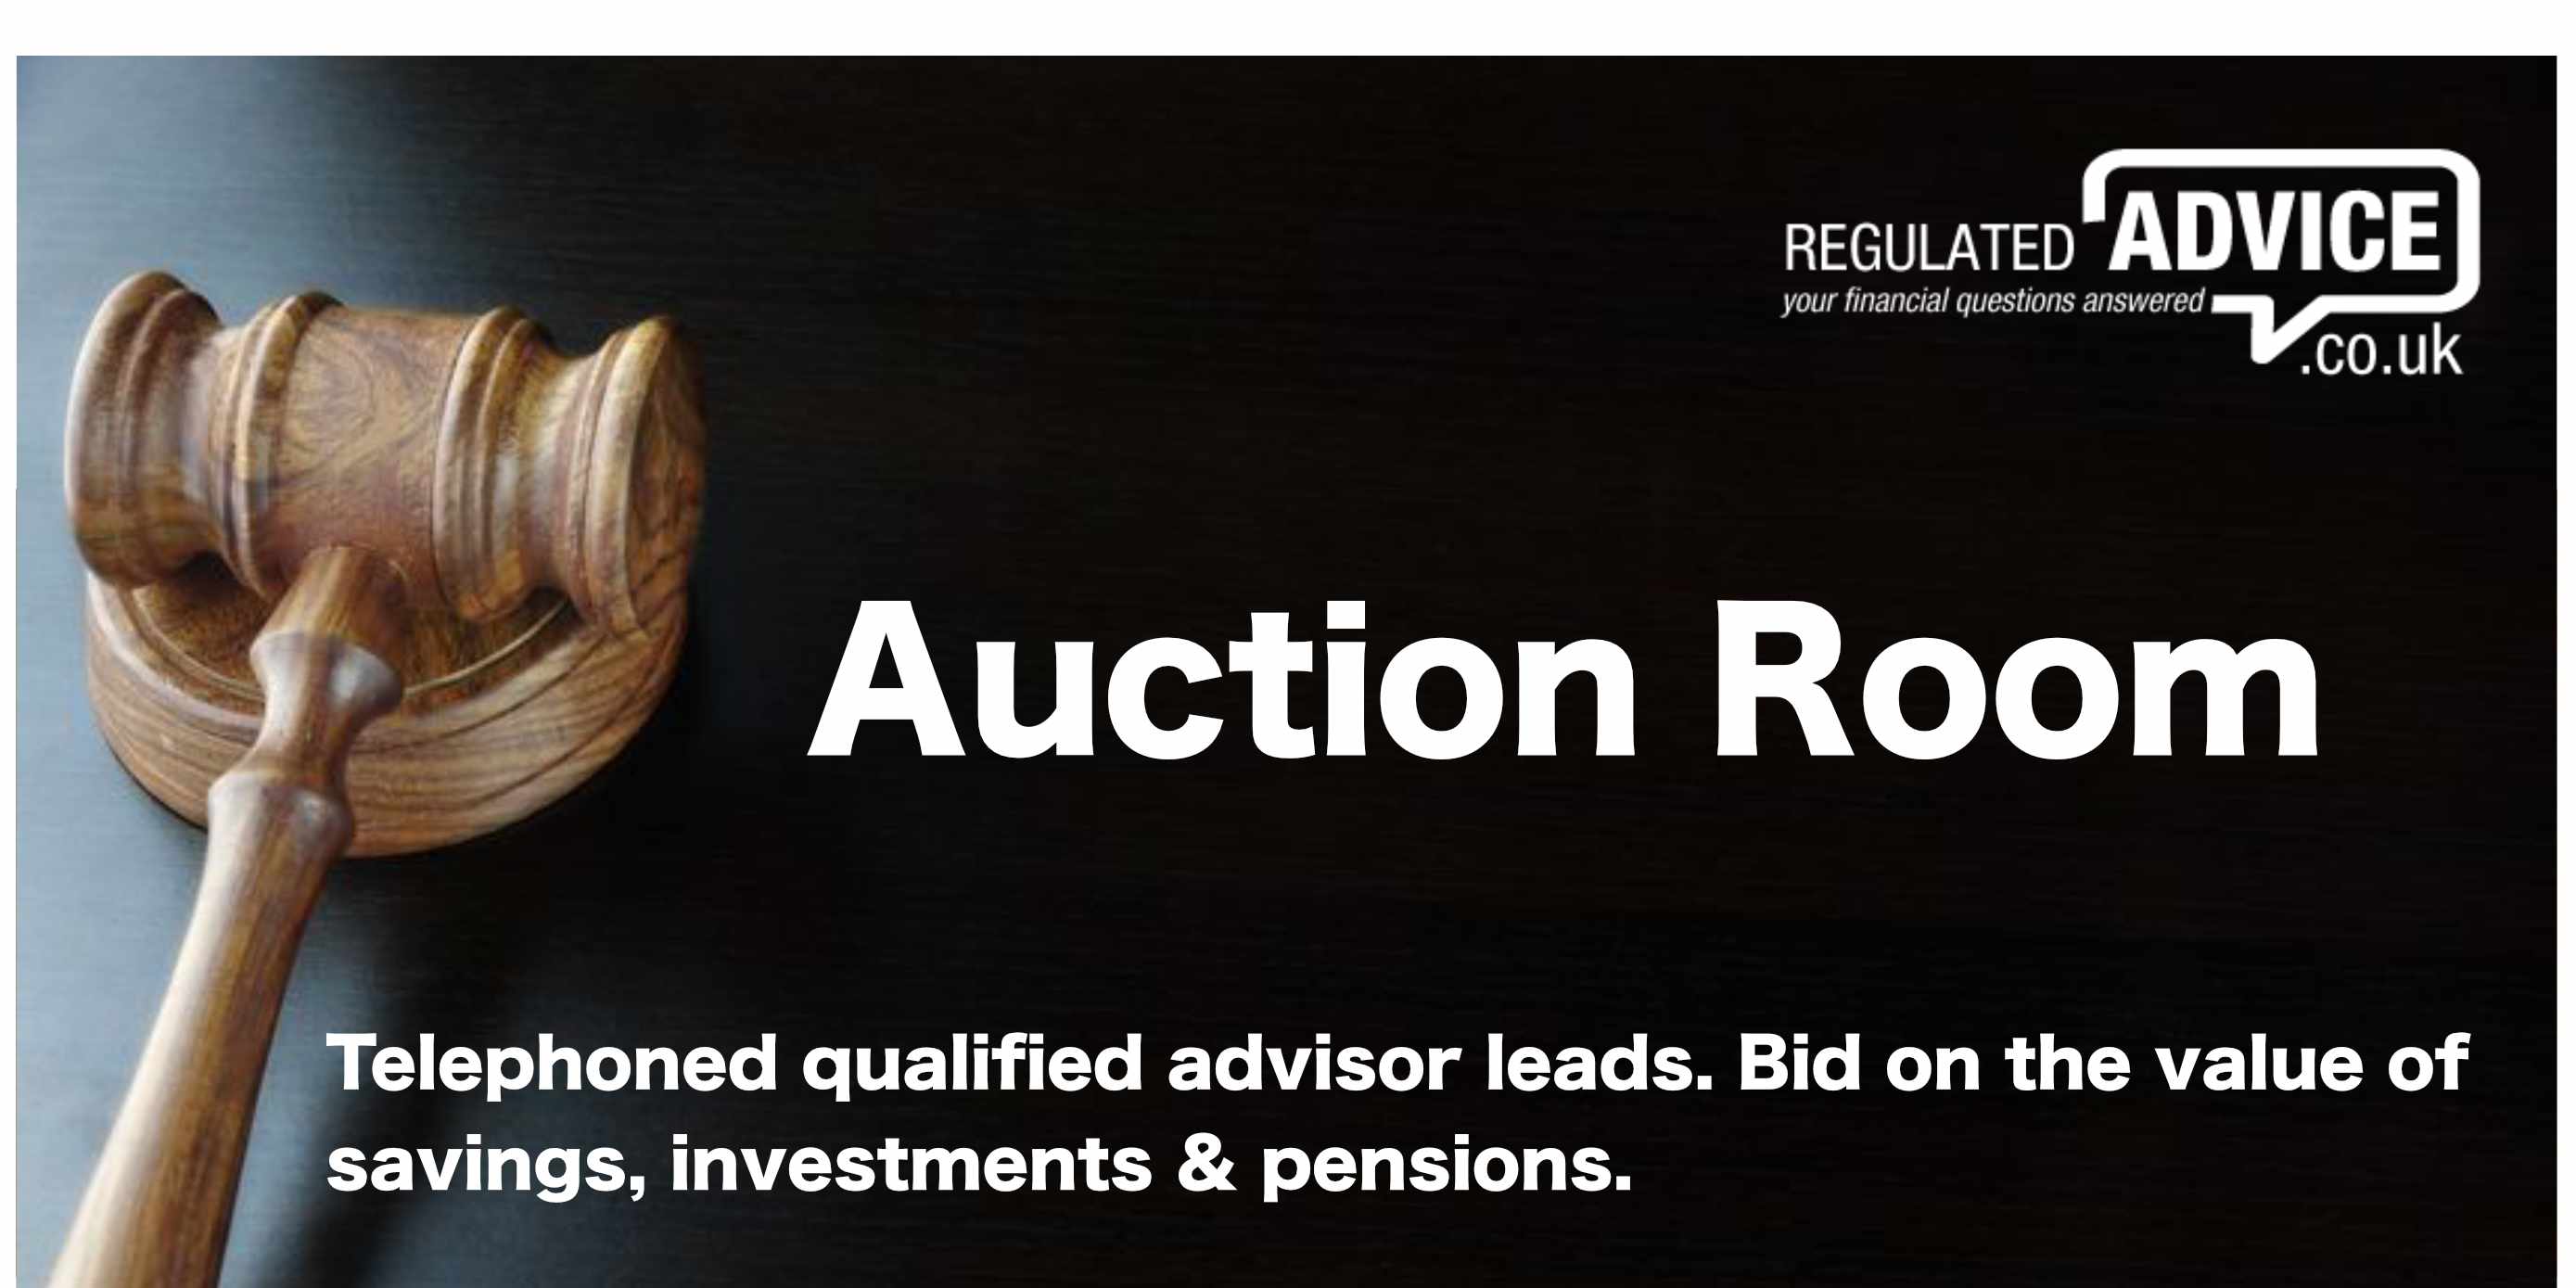 REGULATED ADVICE
your financial questions answered
.co.uk
Auction Room
Telephoned qualified advisor leads. Bid on the value of
savings, investments & pensions.